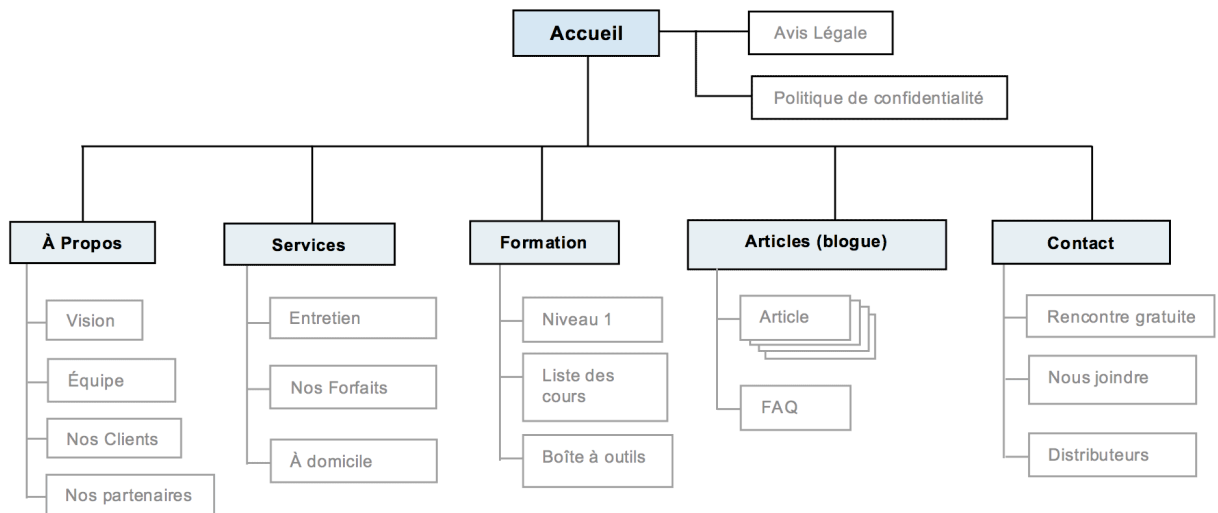 Accueil
Avis Légale
Politique de confidentialité
À Propos
Services
Formation
Articles (blogue)
Contact
Vision
Équipe
Nos Clients
Nos partenaires
Entretien
Nos Forfaits
À domicile
Niveau 1
Liste des
cours
Boîte à outils
Article
FAQ
Rencontre gratuite
Nous joindre
Distributeurs